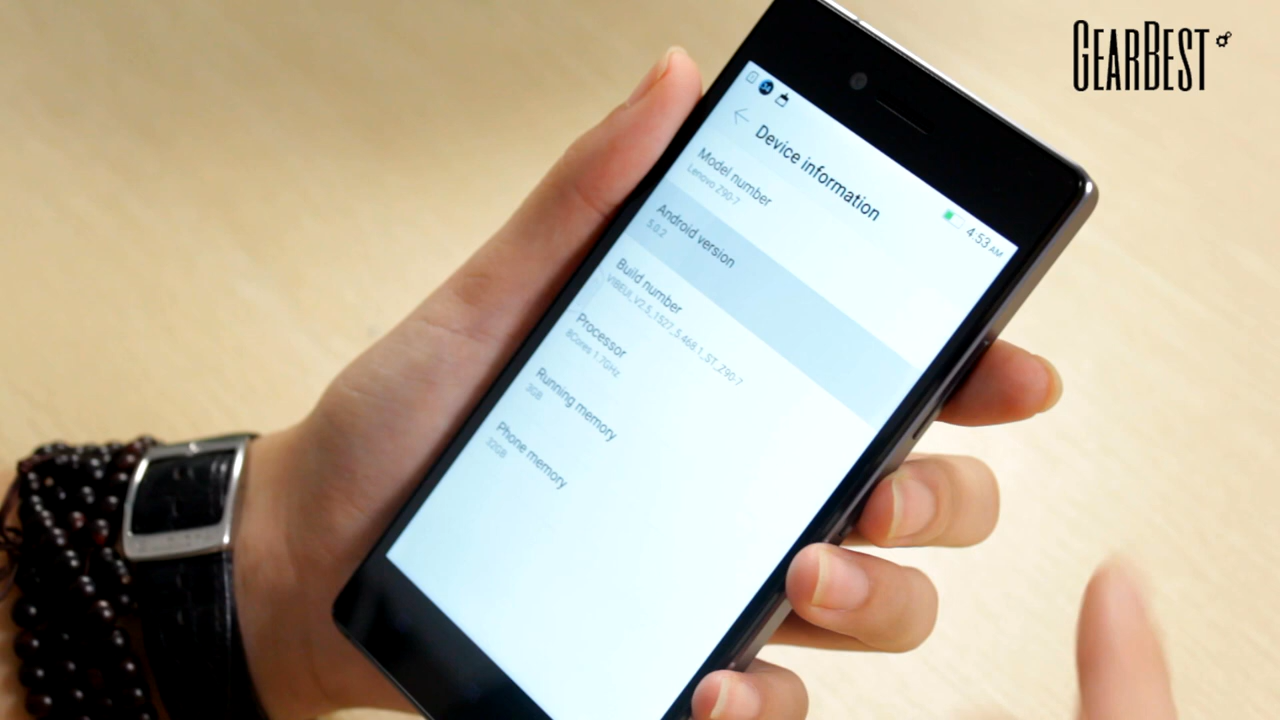 GEARBEST
4:53 AM
Device information
Model number
Lenovo Z90-7
Android version
5.0.2
Build number
VIBEUI_V2.5_1527_5.468.1_ST_Z90-7
Processor
8Cores 1.7GHz
Running memory
3GB
Phone memory
32GB